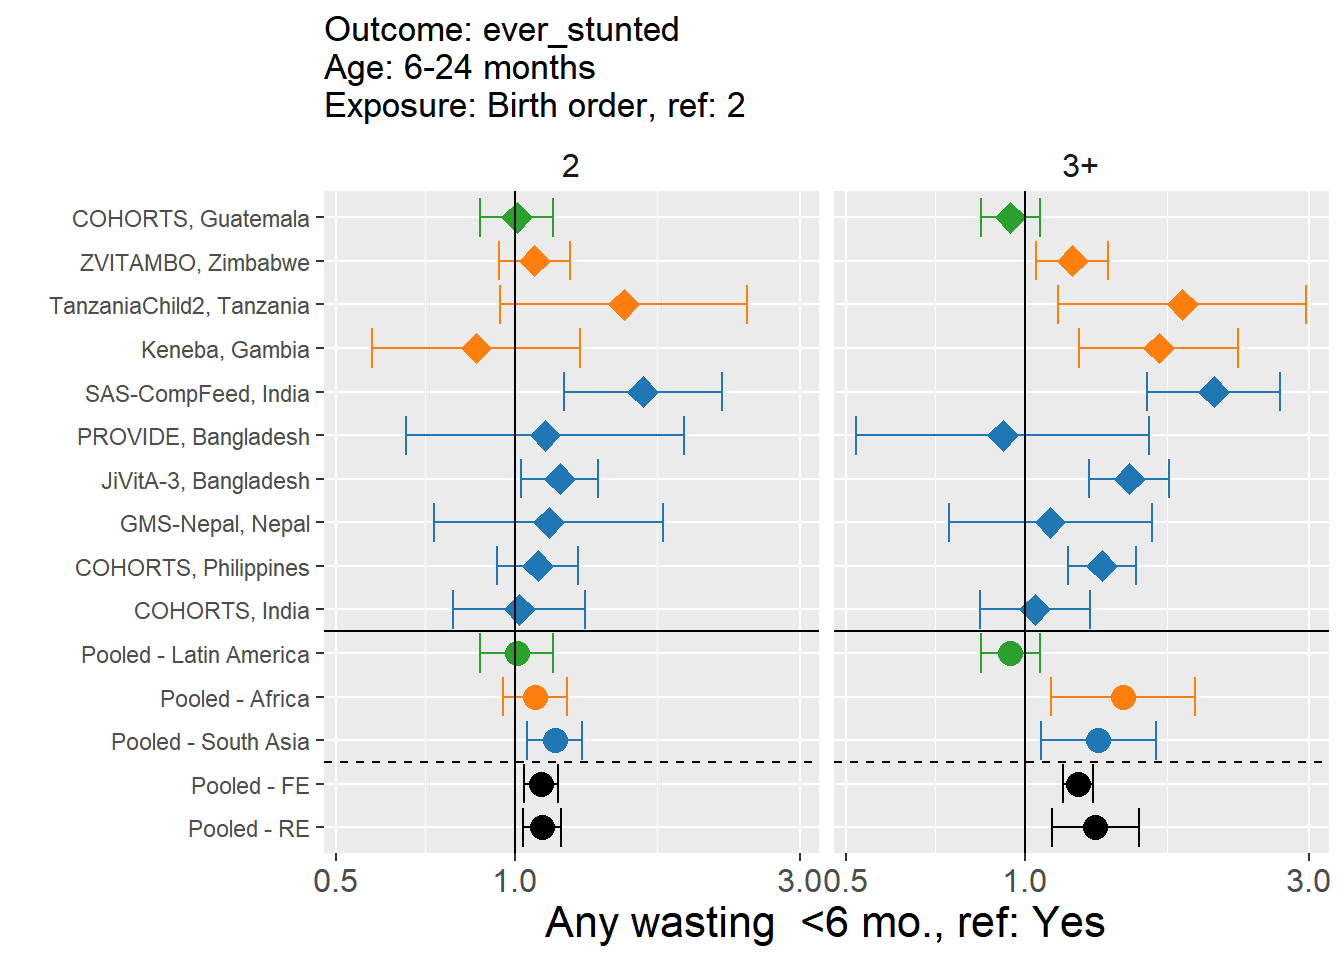 Outcome: ever_stunted
Age: 6-24 months
Exposure: Birth order, ref: 2
2
3+
COHORTS, Guatemala
ZVITAMBO, Zimbabwe
TanzaniaChild2, Tanzania
Keneba, Gambia
SAS-CompFeed, India
PROVIDE, Bangladesh
JiVitA-3, Bangladesh
GMS-Nepal, Nepal
COHORTS, Philippines
COHORTS, India
Pooled - Latin America
Pooled - Africa
Pooled - South Asia
Pooled - FE
Pooled - RE
0.5 1.0 3.0
0.5 1.0 3.0
Any wasting  <6 mo., ref: Yes